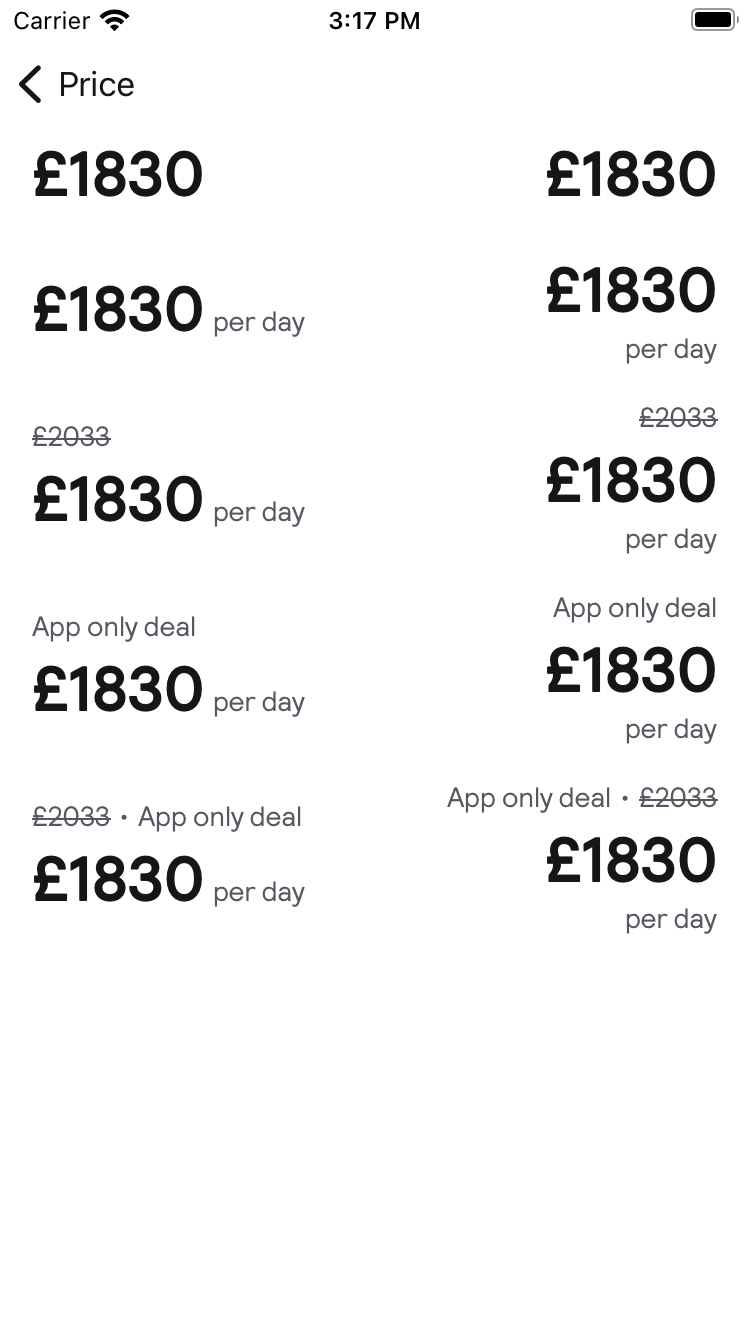 Carrier 3:17 PM
Price
£1830 £1830
£1830 per day £1830
per day
£2033 £2033
£1830 per day £1830
per day
App only deal App only deal
£1830 per day £1830
per day
£2033 • App only deal App only deal • £2033
£1830 per day £1830
per day